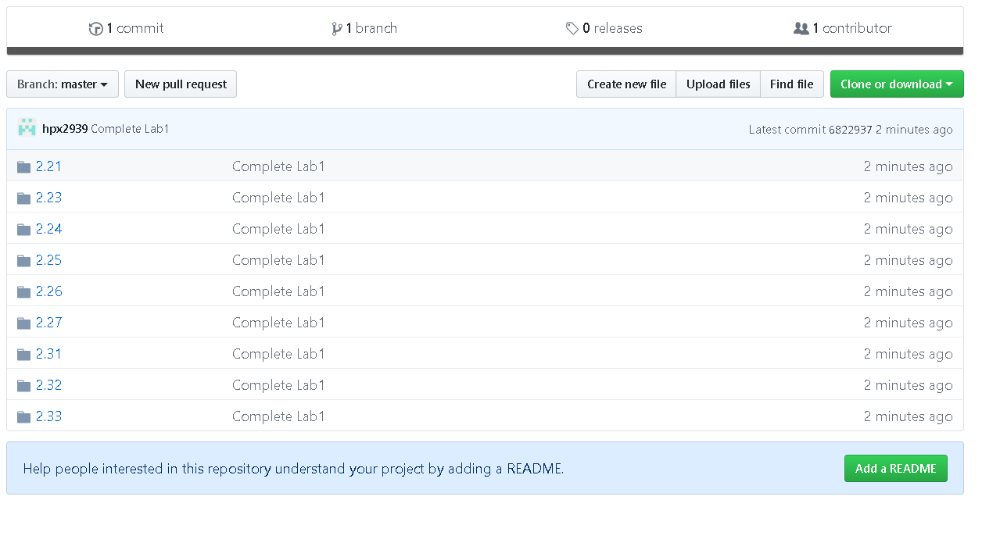 1 commit 1 branch 0 releases 1 contributor
Branch: master New pull request Create new file Upload files Find file Clone or download
hpx2939 Complete Lab1 Latest commit 6822937 2 minutes ago
2.21 Complete Lab1 2 minutes ago
2.23 Complete Lab1 2 minutes ago
2.24 Complete Lab1 2 minutes ago
2.25 Complete Lab1 2 minutes ago
2.26 Complete Lab1 2 minutes ago
2.27 Complete Lab1 2 minutes ago
2.31 Complete Lab1 2 minutes ago
2.32 Complete Lab1 2 minutes ago
2.33 Complete Lab1 2 minutes ago
Help people interested in this repository understand your project by adding a README. Add a README